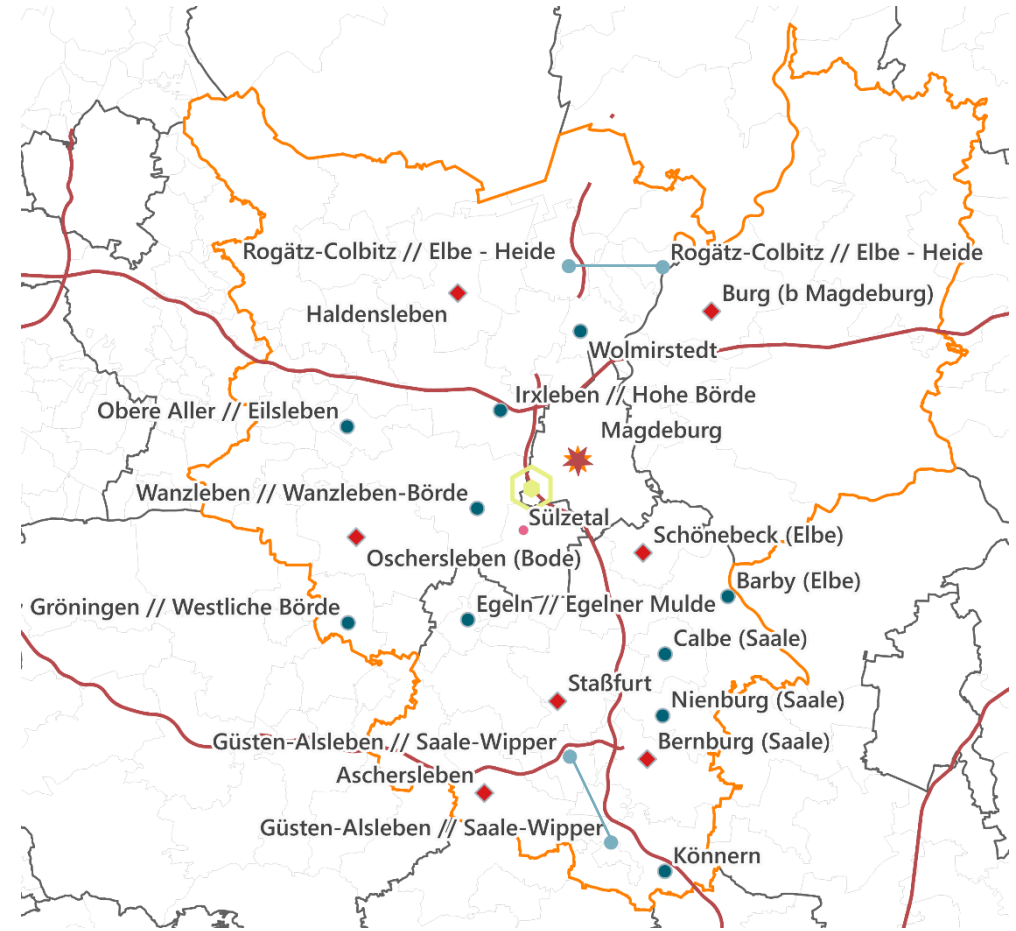 Rogätz-Colbitz // Elbe - Heide
Rogätz-Colbitz // Elbe - Heide
Burg (b Magdeburg)
Haldensleben
Wolmirstedt
Irxleben // Hohe Börde
Obere Aller // Eilsleben
Magdeburg
Wanzleben // Wanzleben-Börde
Sülzetal
Schönebeck (Elbe)
Oschersleben (Bode)
Barby (Elbe)
Gröningen // Westliche Börde
Egeln // Egelner Mulde
Calbe (Saale)
Staßfurt
Nienburg (Saale)
Güsten-Alsleben // Saale-Wipper
Bernburg (Saale)
Aschersleben
Güsten-Alsleben // Saale-Wipper
Könnern